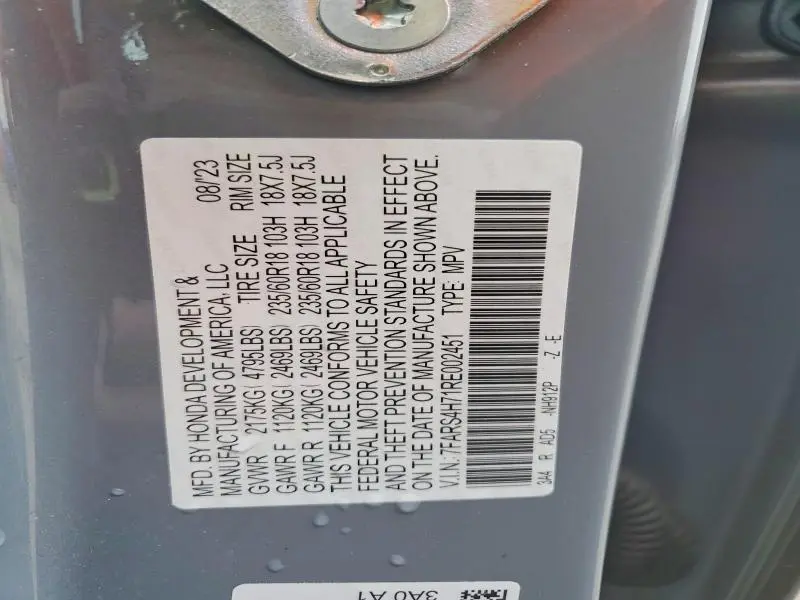 MFD. BY HONDA DEVELOPMENT &
MANUFACTURING OF AMERICA, LLC 08/'23
GVWR 2175KG( 4795LBS) TIRE SIZE RIM SIZE
GAWR F 1120KG( 2469LBS) 235/60R18 103H 18X7.5J
GAWR R 1120KG( 2469LBS) 235/60R18 103H 18X7.5J
THIS VEHICLE CONFORMS TO ALL APPLICABLE
FEDERAL MOTOR VEHICLE SAFETY
AND THEFT PREVENTION STANDARDS IN EFFECT
ON THE DATE OF MANUFACTURE SHOWN ABOVE.
V.I.N: 7FARS4H71RE002451 TYPE: MPV
3A4 R AD5 -NH912P Z -E
3A0 A1